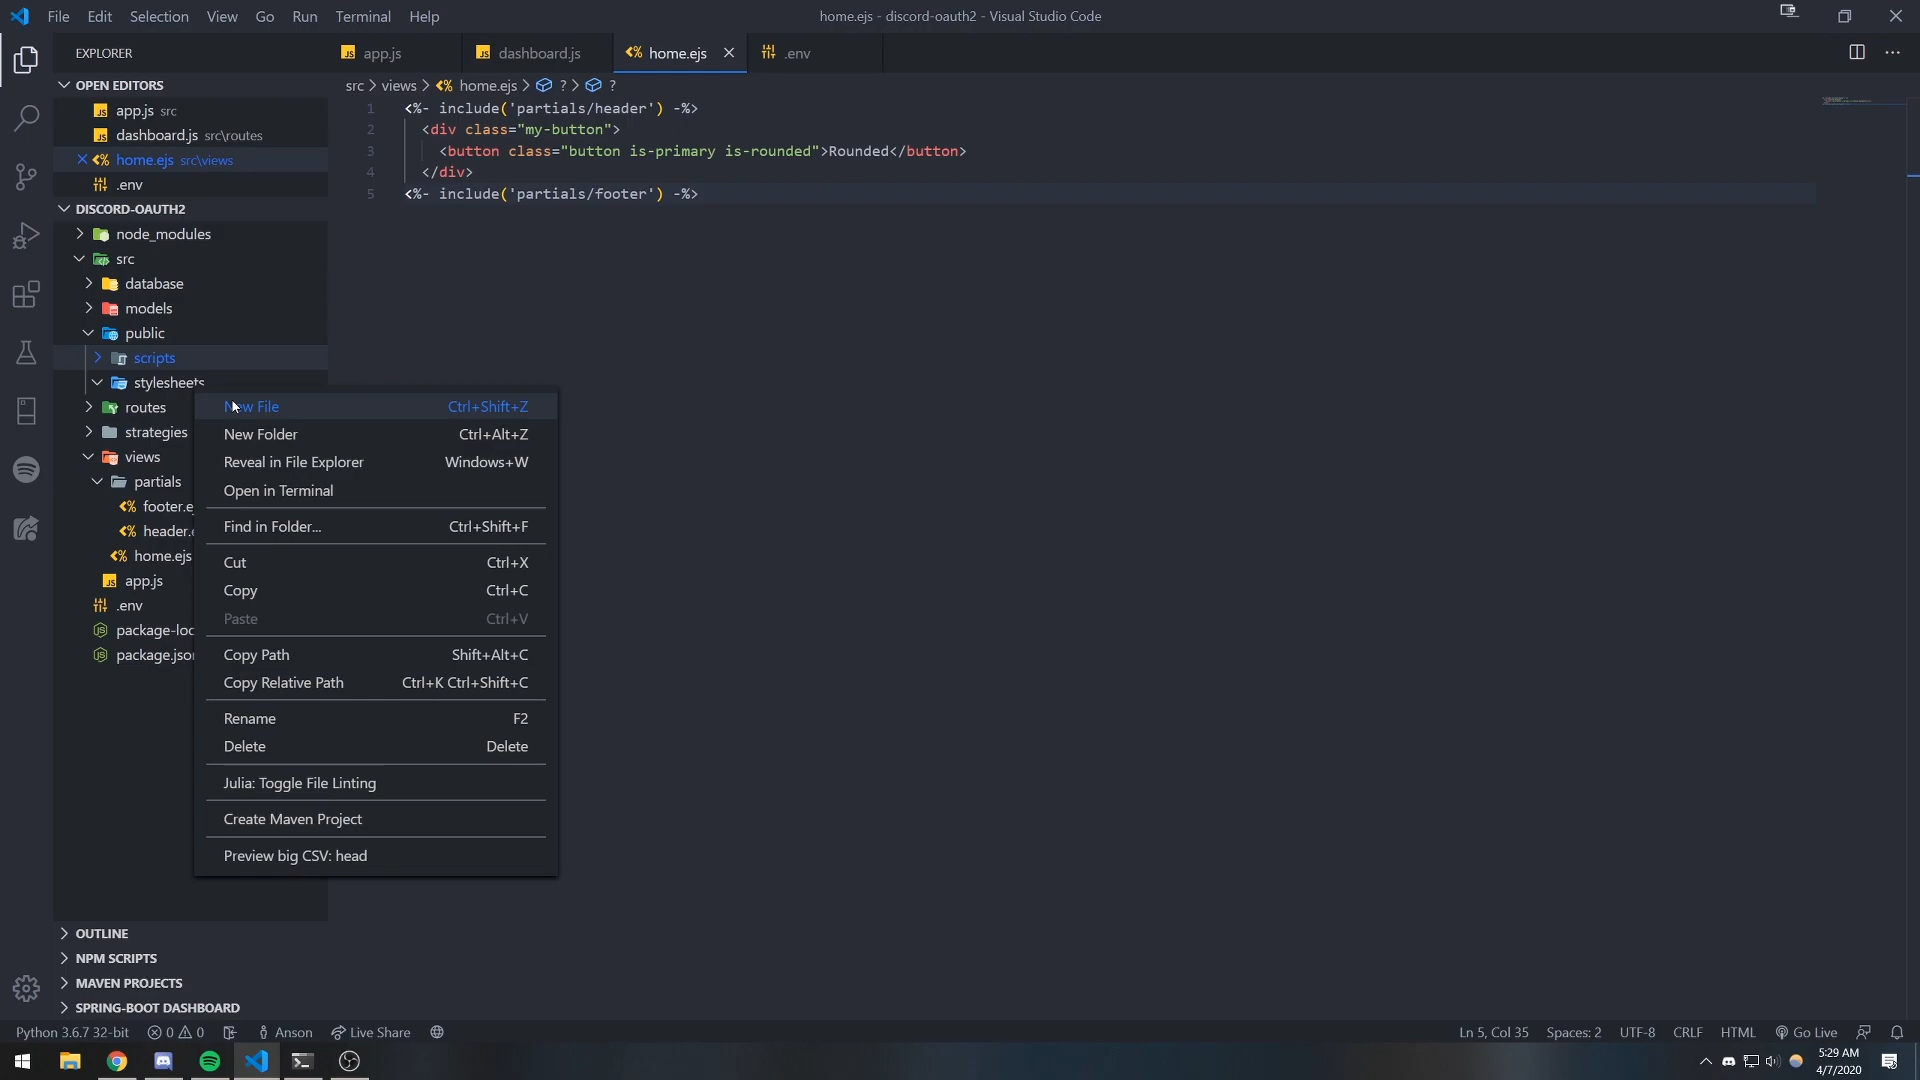 File Edit Selection View Go Run Terminal Help
home.ejs - discord-oauth2 - Visual Studio Code
EXPLORER
app.js
dashboard.js
home.ejs
.env
OPEN EDITORS
app.js src
dashboard.js src\routes
home.ejs src\views
.env
DISCORD-OAUTH2
node_modules
src
database
models
public
scripts
stylesheets
routes
strategies
views
partials
footer.e
header.e
home.ejs
app.js
.env
package-loc
package.json
OUTLINE
NPM SCRIPTS
MAVEN PROJECTS
SPRING-BOOT DASHBOARD
src > views > home.ejs > ? > ?
1 <%- include('partials/header') -%>
2 <div class="my-button">
3 <button class="button is-primary is-rounded">Rounded</button>
4 </div>
5 <%- include('partials/footer') -%>
New File Ctrl+Shift+Z
New Folder Ctrl+Alt+Z
Reveal in File Explorer Windows+W
Open in Terminal
Find in Folder... Ctrl+Shift+F
Cut Ctrl+X
Copy Ctrl+C
Paste Ctrl+V
Copy Path Shift+Alt+C
Copy Relative Path Ctrl+K Ctrl+Shift+C
Rename F2
Delete Delete
Julia: Toggle File Linting
Create Maven Project
Preview big CSV: head
Python 3.6.7 32-bit 0 0 Anson Live Share
Ln 5, Col 35 Spaces: 2 UTF-8 CRLF HTML Go Live
5:29 AM
4/7/2020